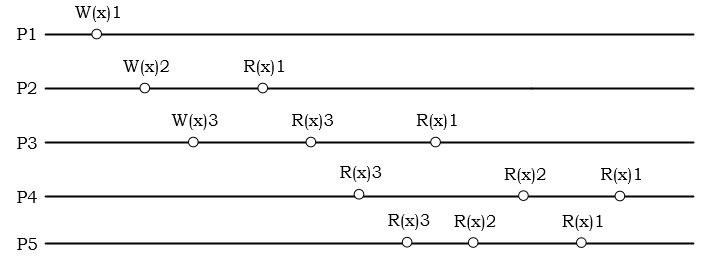 W(x)1
P1
W(x)2 R(x)1
P2
W(x)3 R(x)3 R(x)1
P3
R(x)3 R(x)2 R(x)1
P4
R(x)3 R(x)2 R(x)1
P5